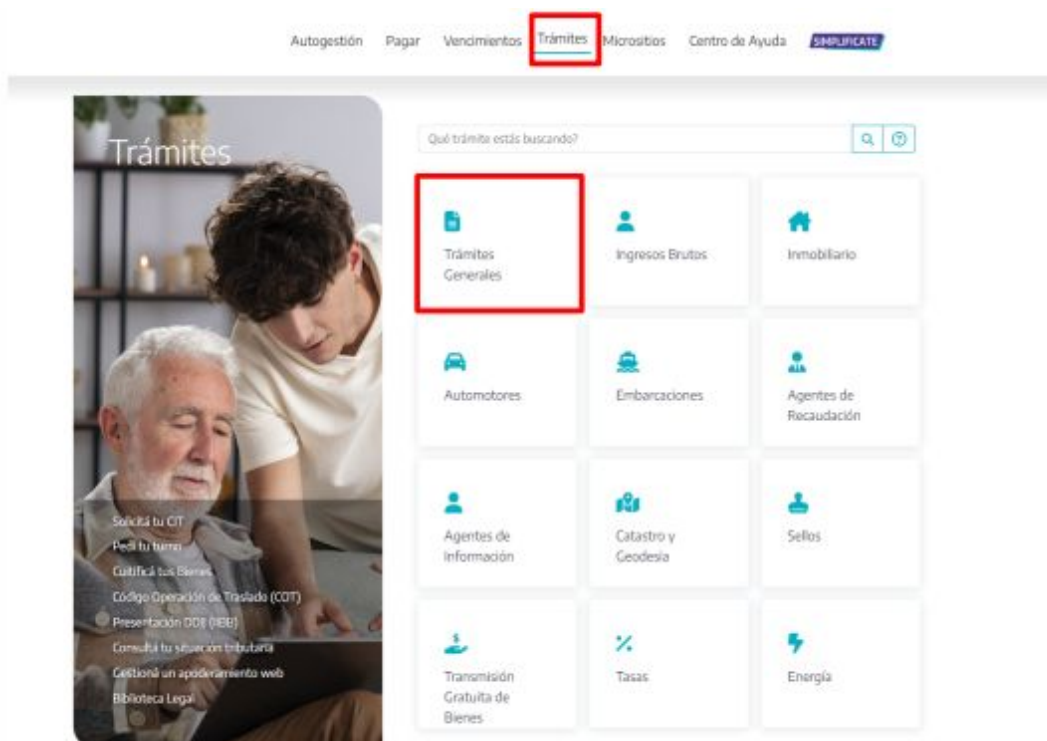 Autogestión Pagar Vencimientos Trámites Micrositios Centro de Ayuda SIMPLIFICATE
Trámites
Solicitá tu CIT
Pedí tu turno
Cuitificá tus Bienes
Código Operación de Traslado (COT)
Presentación DDJJ (IIBB)
Consultá tu situación tributaria
Gestioná un apoderamiento web
Biblioteca Legal
Qué trámite estás buscando?
Trámites
Generales
Ingresos Brutos
Inmobiliario
Automotores
Embarcaciones
Agentes de
Recaudación
Agentes de
Información
Catastro y
Geodesia
Sellos
Transmisión
Gratuita de
Bienes
Tasas
Energía